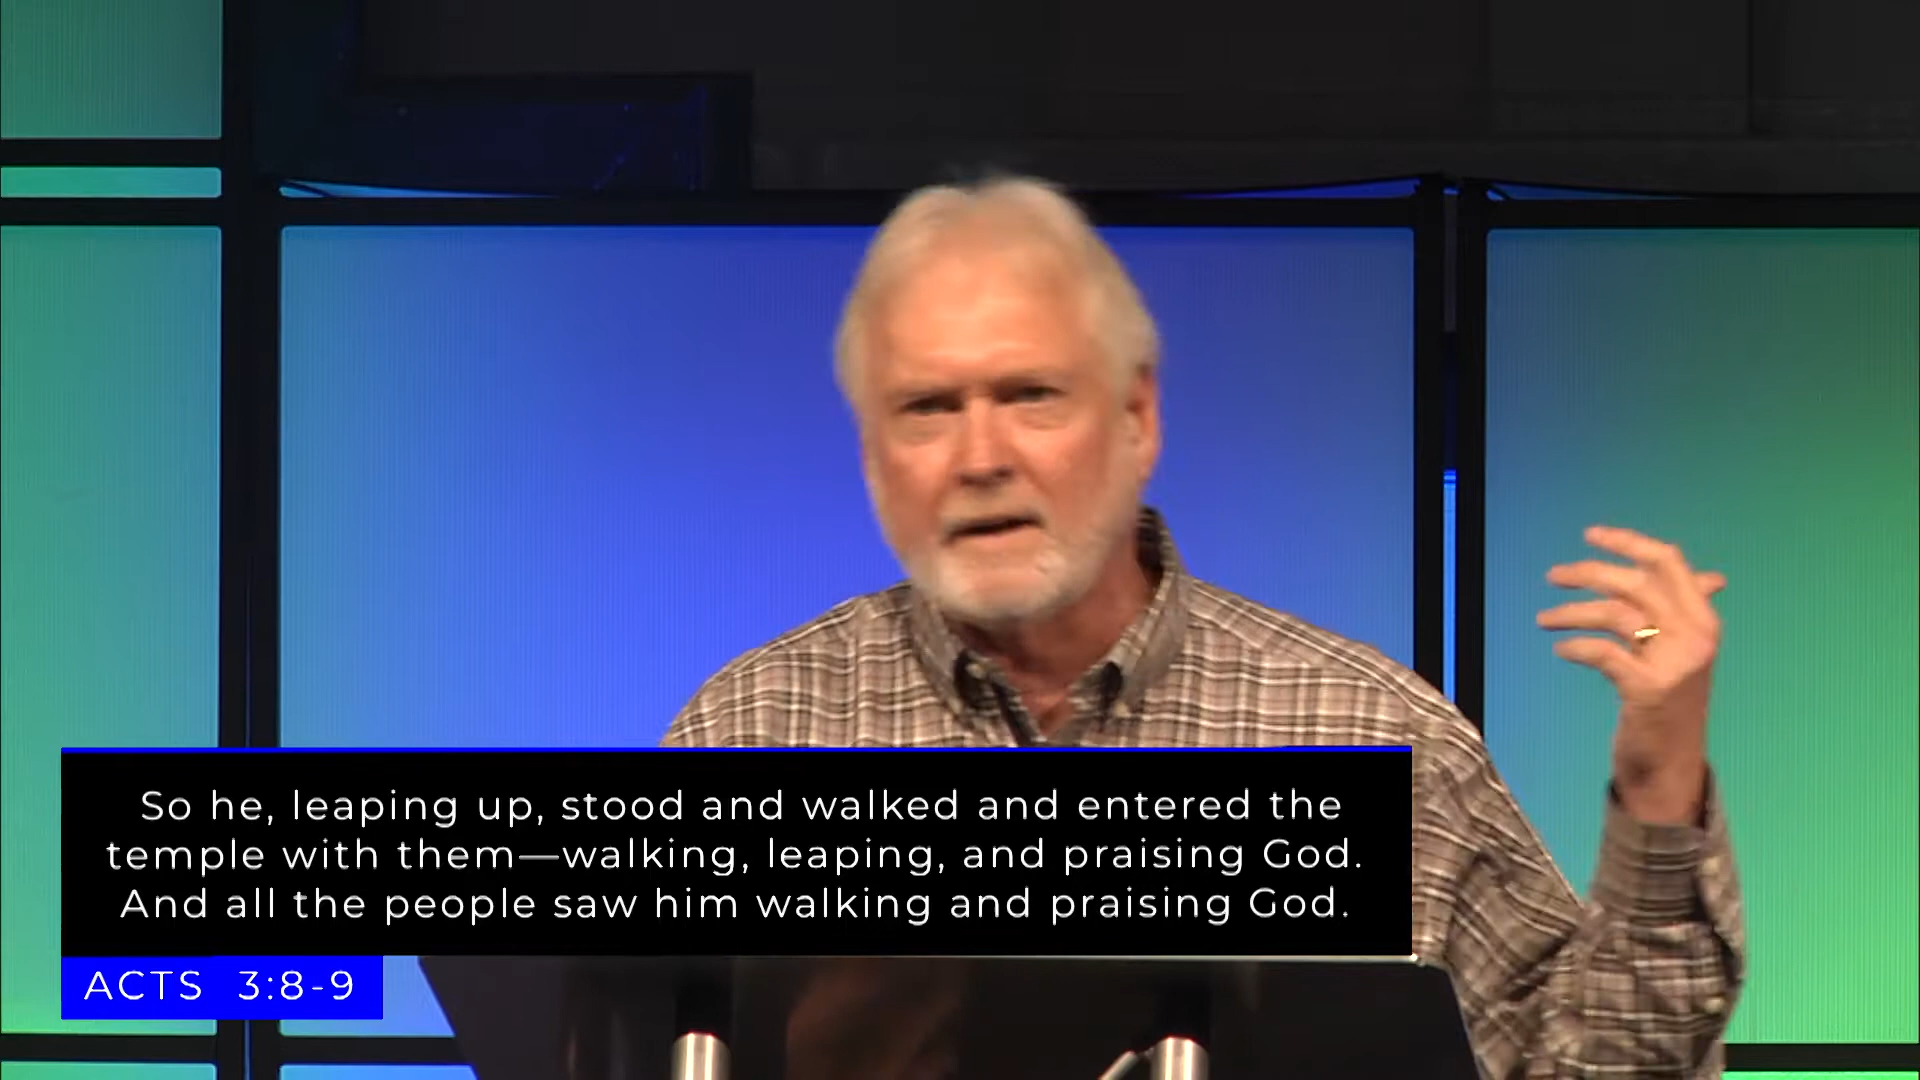 So he, leaping up, stood and walked and entered the
temple with them—walking, leaping, and praising God.
And all the people saw him walking and praising God.
ACTS 3:8-9